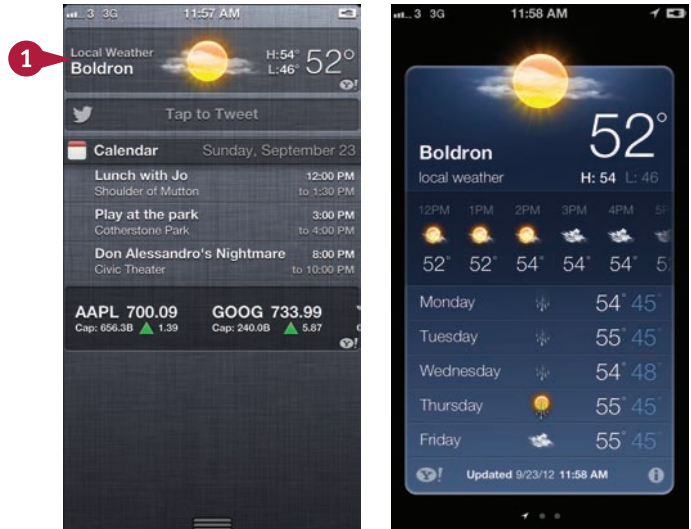 1
3 3G 11:57 AM
Local Weather
Boldron
H:54°
L:46°
52°
Y!
Tap to Tweet
Calendar Sunday, September 23
Lunch with Jo 12:00 PM
Shoulder of Mutton to 1:30 PM
Play at the park 3:00 PM
Cotherstone Park to 4:00 PM
Don Alessandro's Nightmare 8:00 PM
Civic Theater to 10:00 PM
AAPL 700.09 GOOG 733.99
Cap: 656.3B 1.39 Cap: 240.0B 5.87
Y!
3 3G 11:58 AM
52°
Boldron
local weather H: 54 L: 46
12PM 1PM 2PM 3PM 4PM
52° 52° 54° 54° 54°
Monday 54° 45°
Tuesday 55° 45°
Wednesday 54° 48°
Thursday 55° 45°
Friday 55° 45°
Y! Updated 9/23/12 11:58 AM i